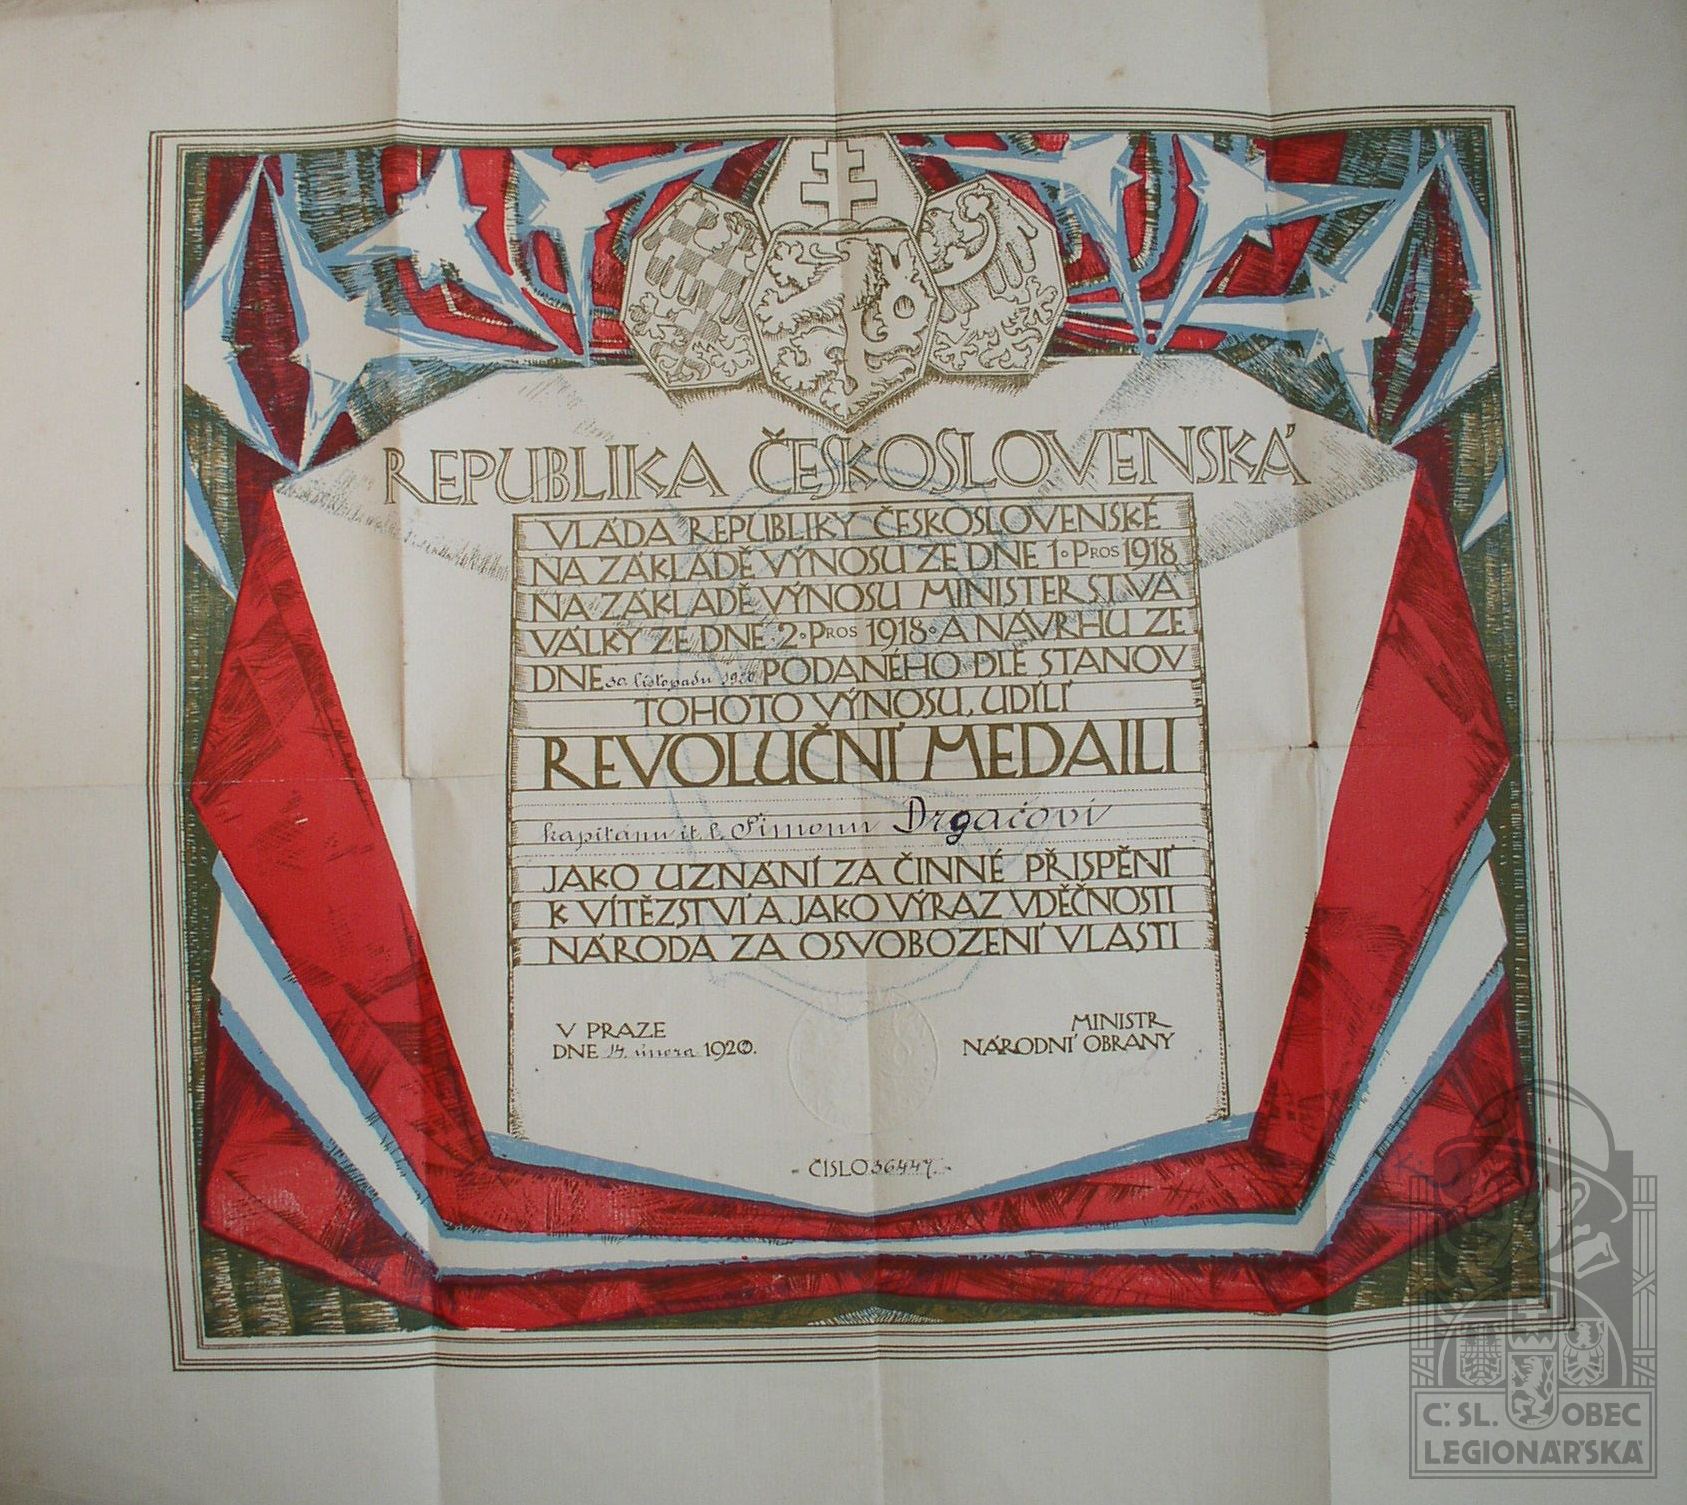 REPUBLIKA ČESKOSLOVENSKÁ
VLÁDA REPUBLIKY ČESKOSLOVENSKÉ
NA ZÁKLADĚ VÝNOSU ZE DNE 1. PROS 1918
NA ZÁKLADĚ VÝNOSU MINISTERSTVA
VÁLKY ZE DNE 2. PROS 1918 A NÁVRHU ZE
DNE 30. listopadu 1920 PODANÉHO DLE STANOV
TOHOTO VÝNOSU, UDÍLÍ
REVOLUČNÍ MEDAILI
kapitánu it. l. Šimonu Drgačovi
JAKO UZNÁNÍ ZA ČINNÉ PŘISPĚNÍ
K VÍTĚZSTVÍ A JAKO VÝRAZ VDĚČNOSTI
NÁRODA ZA OSVOBOZENÍ VLASTI
V PRAZE
DNE 14. února
MINISTR
NÁRODNÍ OBRANY
- ČÍSLO 36447. -
Č. SL. OBEC
LEGIONÁŘSKÁ